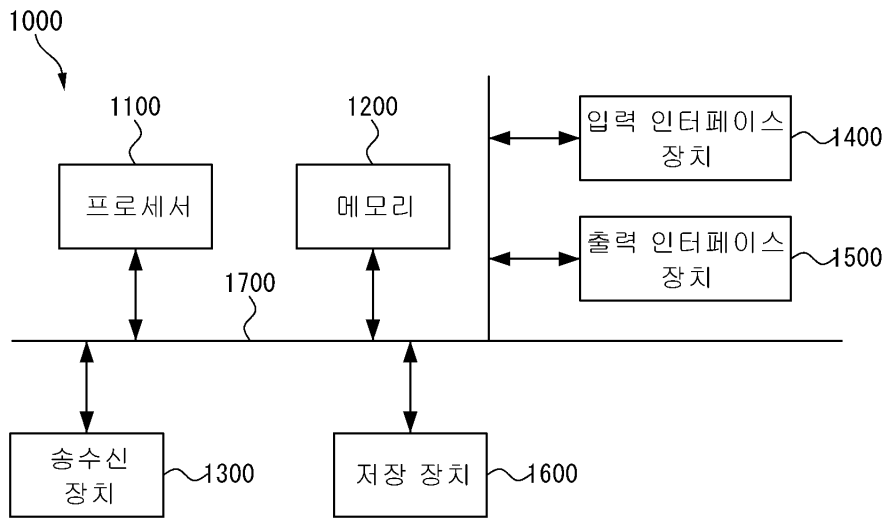 1000
1100
1200
입력 인터페이스
장치
1400
프로세서
메모리
출력 인터페이스
장치
1500
1700
송수신
장치
1300
저장 장치
1600